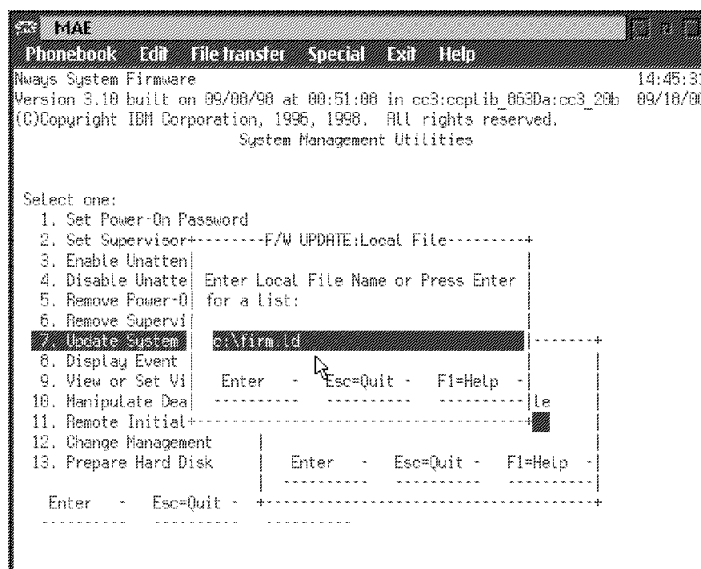 MAE
Phonebook Edit File transfer Special Exit Help
Nways System Firmware 14:45:3
Version 3.10 built on 09/08/98 at 00:51:08 in cc3:ccplib_063Da:cc3_20b 09/18/0
(C)Copyright IBM Corporation, 1996, 1998. All rights reserved.
System Management Utilities
Select one:
1. Set Power-On Password
2. Set Supervisor+--------F/W UPDATE:Local File---------+
3. Enable Unatten|
4. Disable Unatte| Enter Local File Name or Press Enter |
5. Remove Power-O| for a list: |
6. Remove Supervi|
7. Update System | c:\firm.ld |-------+
8. Display Event
9. View or Set Vi| Enter - Esc=Quit - F1=Help -|
10. Manipulate Dea| ---------- ---------- ----------|le |
11. Remote Initial+-------------------------------------+
12. Change Management
13. Prepare Hard Disk | Enter - Esc=Quit - F1=Help -|
Enter - Esc=Quit - +--------------------------------------+